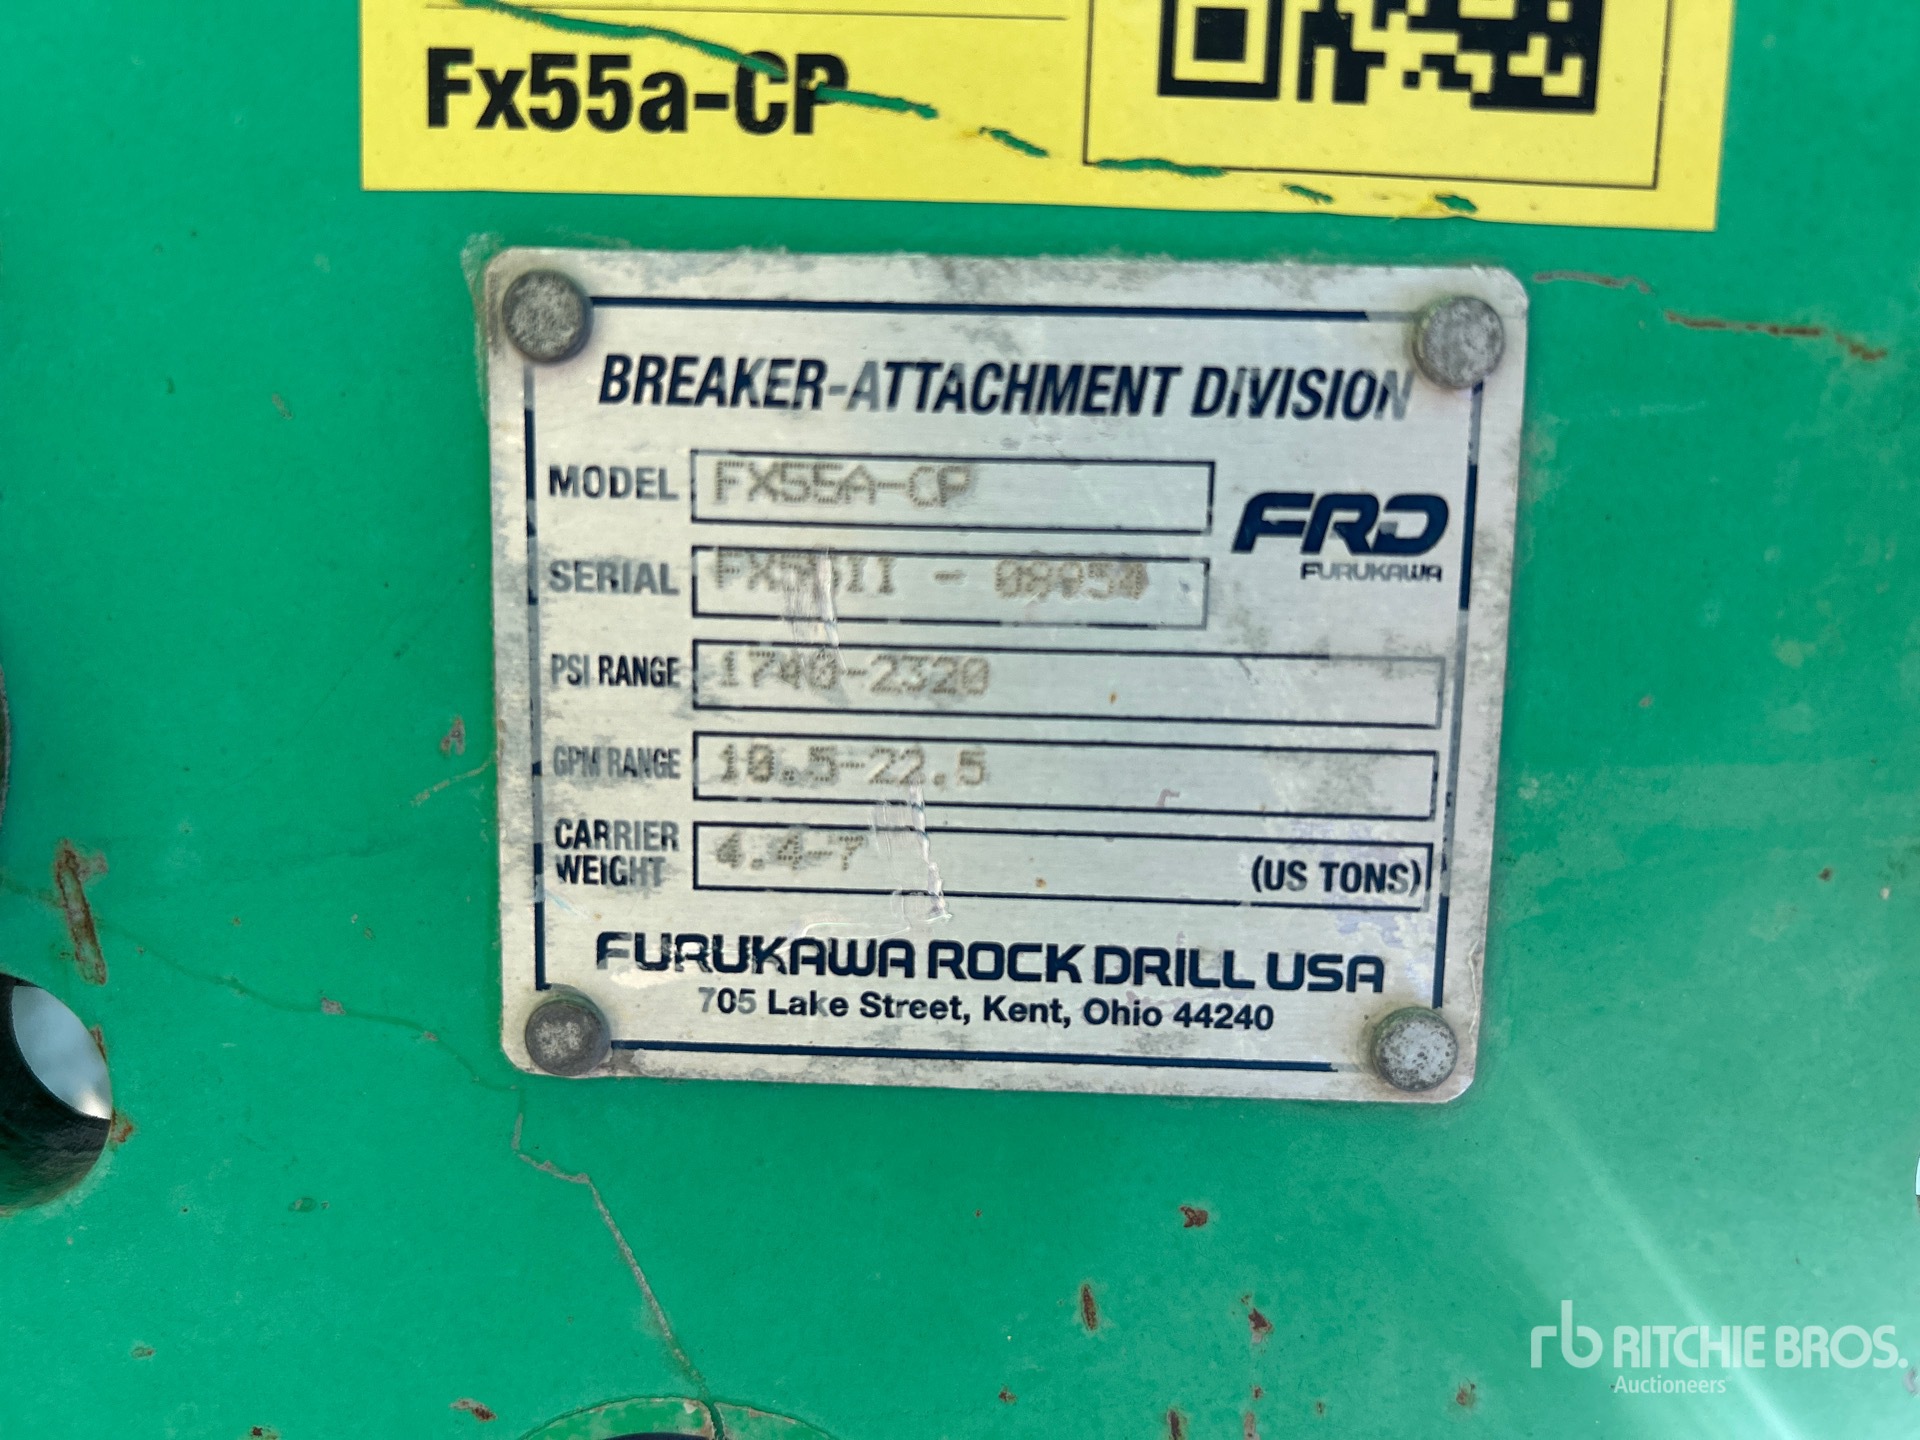 Fx55a-CP
BREAKER-ATTACHMENT DIVISION
MODEL FX55A-CP
FRD
FURUKAWA
SERIAL FX55II -
PSI RANGE 1740-2320
GPM RANGE 10.5-22.5
CARRIER WEIGHT 4.4-7 (US TONS)
FURUKAWA ROCK DRILL USA
705 Lake Street, Kent, Ohio 44240
rb RITCHIE BROS.
Auctioneers